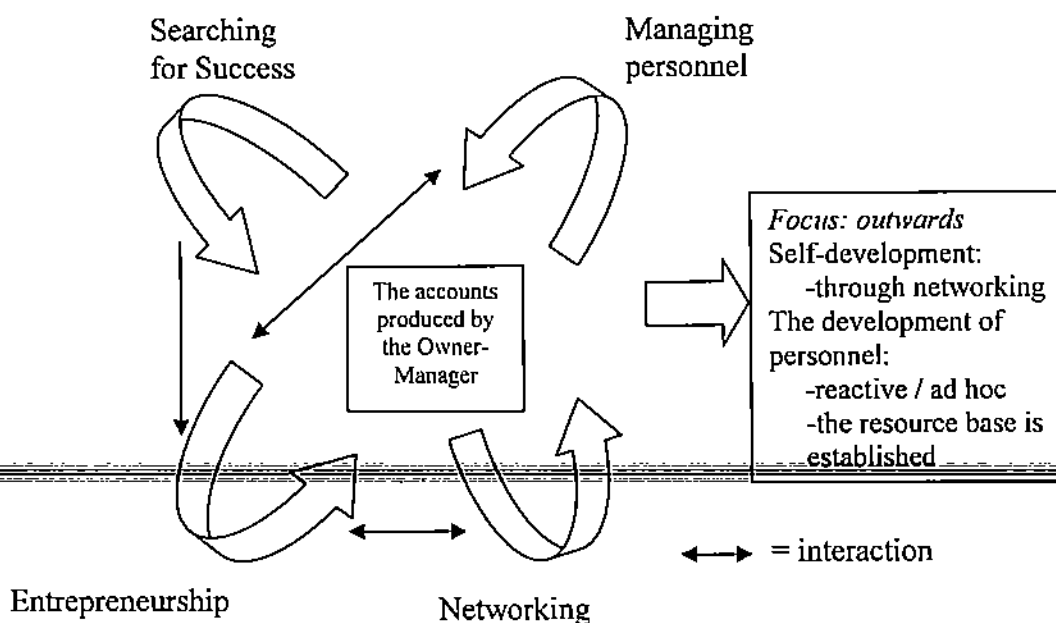 Searching
for Success
Managing
personnel
The accounts
produced by
the Owner-
Manager
Focus: outwards
Self-development:
-through networking
The development of
personnel:
-reactive / ad hoc
-the resource base is
established
= interaction
Entrepreneurship
Networking